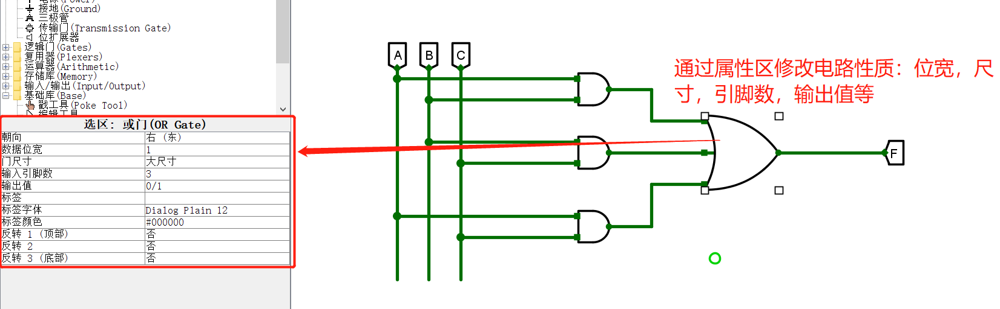 电源(Power)
接地(Ground)
三极管
传输门(Transmission Gate)
位扩展器
逻辑门(Gates)
复用器(Plexers)
运算器(Arithmetic)
存储库(Memory)
输入/输出(Input/Output)
基础库(Base)
戳工具(Poke Tool)
编辑工具
选区: 或门(OR Gate)
朝向 右 (东)
数据位宽 1
门尺寸 大尺寸
输入引脚数 3
输出值 0/1
标签
标签字体 Dialog Plain 12
标签颜色 #000000
反转 1 (顶部) 否
反转 2 否
反转 3 (底部) 否
A B C
通过属性区修改电路性质：位宽，尺
寸，引脚数，输出值等
F